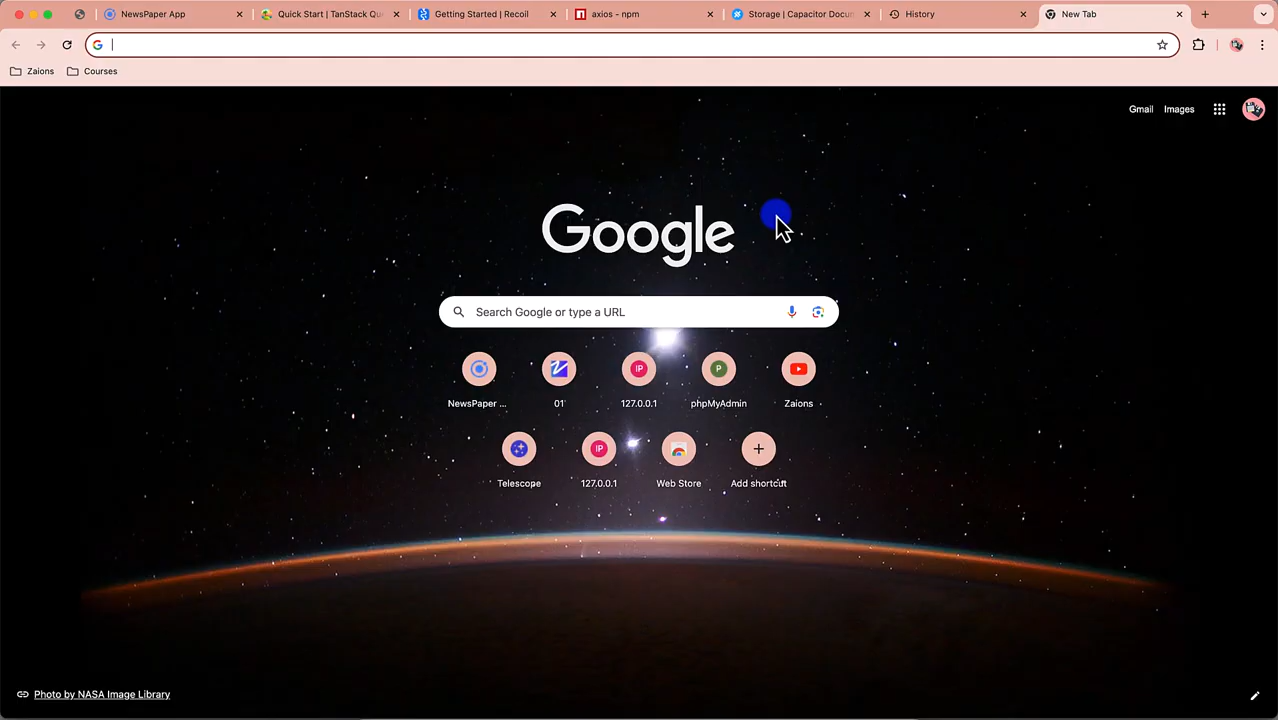 NewsPaper App
Quick Start | TanStack Qu
Getting Started | Recoil
axios - npm
Storage | Capacitor Docum
History
New Tab
Zaions
Courses
Gmail
Images
Google
Search Google or type a URL
NewsPaper ...
01
127.0.0.1
phpMyAdmin
Zaions
Telescope
127.0.0.1
Web Store
Add shortcut
Photo by NASA Image Library